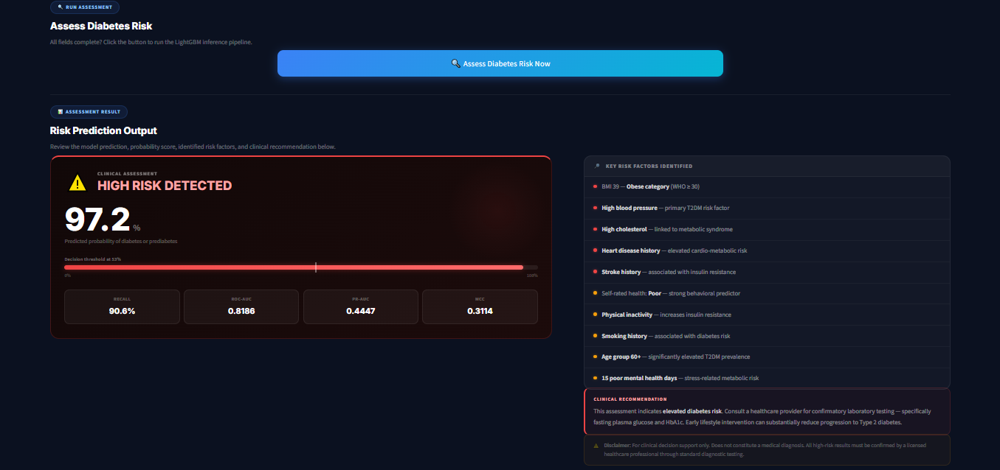 RUN ASSESSMENT
Assess Diabetes Risk
All fields complete? Click the button to run the LightGBM inference pipeline.
Assess Diabetes Risk Now
ASSESSMENT RESULT
Risk Prediction Output
Review the model prediction, probability score, identified risk factors, and clinical recommendation below.
CLINICAL ASSESSMENT
HIGH RISK DETECTED
97.2 %
Predicted probability of diabetes or prediabetes
Decision threshold at 53%
0% 100%
RECALL
90.6%
ROC-AUC
0.8186
PR-AUC
0.4447
MCC
0.3114
KEY RISK FACTORS IDENTIFIED
BMI 39 — Obese category (WHO ≥ 30)
High blood pressure — primary T2DM risk factor
High cholesterol — linked to metabolic syndrome
Heart disease history — elevated cardio-metabolic risk
Stroke history — associated with insulin resistance
Self-rated health: Poor — strong behavioral predictor
Physical inactivity — increases insulin resistance
Smoking history — associated with diabetes risk
Age group 60+ — significantly elevated T2DM prevalence
15 poor mental health days — stress-related metabolic risk
CLINICAL RECOMMENDATION
This assessment indicates elevated diabetes risk. Consult a healthcare provider for confirmatory laboratory testing — specifically
fasting plasma glucose and HbA1c. Early lifestyle intervention can substantially reduce progression to Type 2 diabetes.
Disclaimer: For clinical decision support only. Does not constitute a medical diagnosis. All high-risk results must be confirmed by a licensed
healthcare professional through standard diagnostic testing.